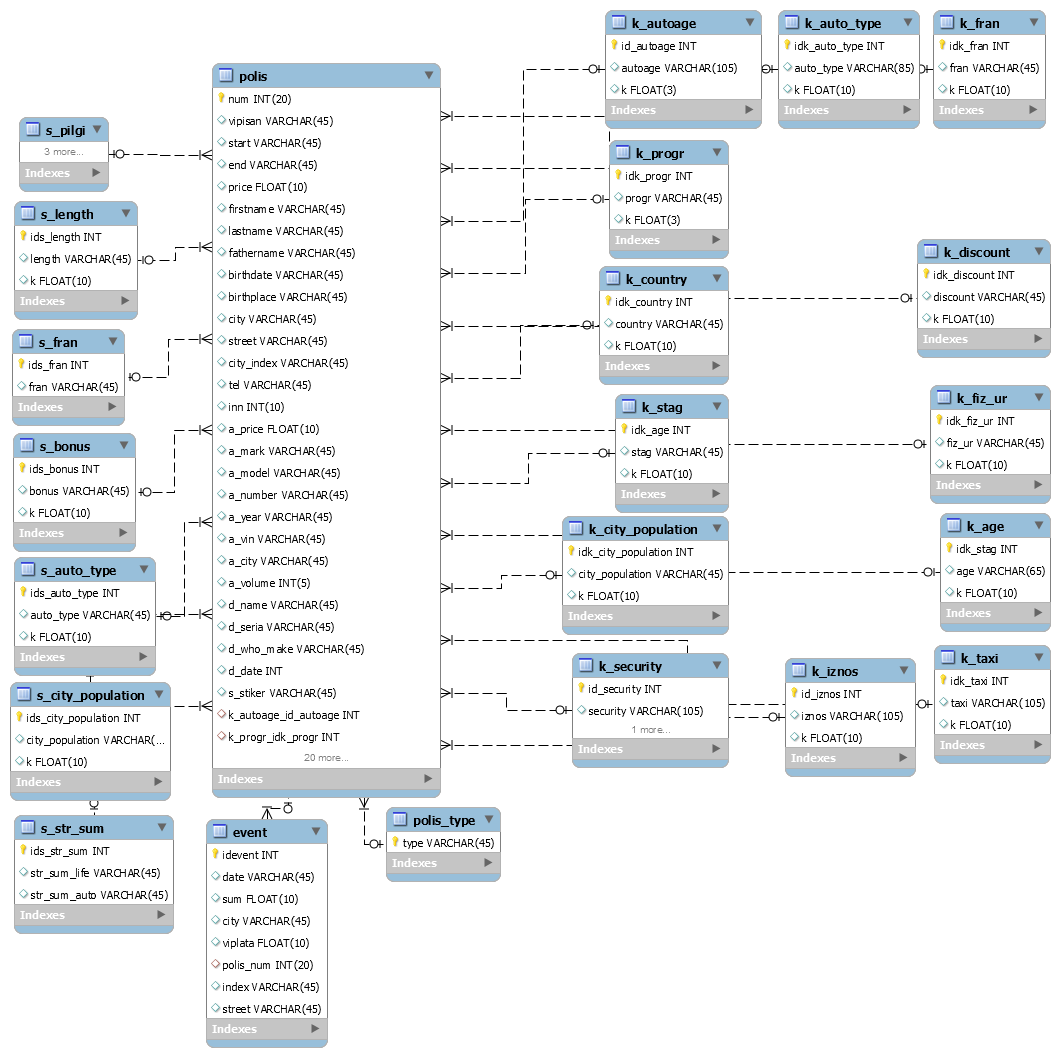 k_autoage
id_autoage INT
autoage VARCHAR(105)
k FLOAT(3)
Indexes
k_auto_type
idk_auto_type INT
auto_type VARCHAR(85)
k FLOAT(10)
Indexes
k_fran
idk_fran INT
fran VARCHAR(45)
k FLOAT(10)
Indexes
polis
num INT(20)
vipisan VARCHAR(45)
start VARCHAR(45)
end VARCHAR(45)
price FLOAT(10)
firstname VARCHAR(45)
lastname VARCHAR(45)
fathername VARCHAR(45)
birthdate VARCHAR(45)
birthplace VARCHAR(45)
city VARCHAR(45)
street VARCHAR(45)
city_index VARCHAR(45)
tel VARCHAR(45)
inn INT(10)
a_price FLOAT(10)
a_mark VARCHAR(45)
a_model VARCHAR(45)
a_number VARCHAR(45)
a_year VARCHAR(45)
a_vin VARCHAR(45)
a_city VARCHAR(45)
a_volume INT(5)
d_name VARCHAR(45)
d_seria VARCHAR(45)
d_who_make VARCHAR(45)
d_date INT
s_stiker VARCHAR(45)
k_autoage_id_autoage INT
k_progr_idk_progr INT
20 more...
Indexes
s_pilgi
3 more...
Indexes
s_length
ids_length INT
length VARCHAR(45)
k FLOAT(10)
Indexes
s_fran
ids_fran INT
fran VARCHAR(45)
Indexes
s_bonus
ids_bonus INT
bonus VARCHAR(45)
k FLOAT(10)
Indexes
s_auto_type
ids_auto_type INT
auto_type VARCHAR(45)
k FLOAT(10)
Indexes
s_city_population
ids_city_population INT
city_population VARCHAR(...
k FLOAT(10)
Indexes
s_str_sum
ids_str_sum INT
str_sum_life VARCHAR(45)
str_sum_auto VARCHAR(45)
Indexes
event
idevent INT
date VARCHAR(45)
sum FLOAT(10)
city VARCHAR(45)
viplata FLOAT(10)
polis_num INT(20)
index VARCHAR(45)
street VARCHAR(45)
Indexes
polis_type
type VARCHAR(45)
Indexes
k_progr
idk_progr INT
progr VARCHAR(45)
k FLOAT(3)
Indexes
k_country
idk_country INT
country VARCHAR(45)
k FLOAT(10)
Indexes
k_discount
idk_discount INT
discount VARCHAR(45)
k FLOAT(10)
Indexes
k_stag
idk_age INT
stag VARCHAR(45)
k FLOAT(10)
Indexes
k_fiz_ur
idk_fiz_ur INT
fiz_ur VARCHAR(45)
k FLOAT(10)
Indexes
k_city_population
idk_city_population INT
city_population VARCHAR(45)
k FLOAT(10)
Indexes
k_age
idk_stag INT
age VARCHAR(65)
k FLOAT(10)
Indexes
k_security
id_security INT
security VARCHAR(105)
1 more...
Indexes
k_iznos
id_iznos INT
iznos VARCHAR(105)
k FLOAT(10)
Indexes
k_taxi
idk_taxi INT
taxi VARCHAR(105)
k FLOAT(10)
Indexes